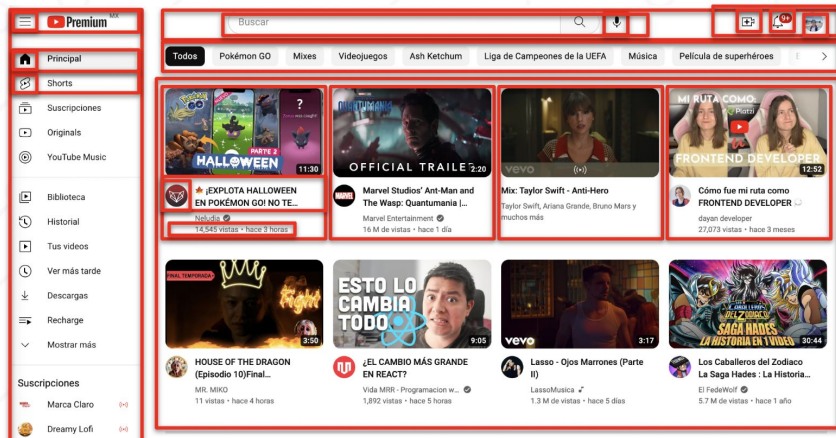 Premium MX
Buscar
9+
Principal
Shorts
Suscripciones
Originals
YouTube Music
Biblioteca
Historial
Tus videos
Ver más tarde
Descargas
Recharge
Mostrar más
Suscripciones
Marca Claro
Dreamy Lofi
Todos
Pokémon GO
Mixes
Videojuegos
Ash Ketchum
Liga de Campeones de la UEFA
Música
Película de superhéroes
E
Pokémon GO
?
PARTE 2
HALLOWEEN
11:30
¡EXPLOTA HALLOWEEN
EN POKÉMON GO! NO TE...
Neludia
14,545 vistas • hace 3 horas
QUANTUMANIA
OFFICIAL TRAILE
2:20
MARVEL
Marvel Studios' Ant-Man and
The Wasp: Quantumania |...
Marvel Entertainment
16 M de vistas • hace 1 día
vevo
Mix: Taylor Swift - Anti-Hero
Taylor Swift, Ariana Grande, Bruno Mars y
muchos más
MI RUTA COMO:
Platzi
FRONTEND DEVELOPER
12:52
Cómo fue mi ruta como
FRONTEND DEVELOPER
dayan developer
27,073 vistas • hace 3 meses
FINAL TEMPORADA
Fight
3:50
HOUSE OF THE DRAGON
(Episodio 10)Final...
MR. MIKO
11 vistas • hace 4 horas
ESTO LO
CAMBIA
TODO
9:05
¿EL CAMBIO MÁS GRANDE
EN REACT?
Vida MRR - Programacion w...
1,892 vistas • hace 5 horas
vevo
3:17
Lasso - Ojos Marrones (Parte
II)
LassoMusica
1.3 M de vistas • hace 5 días
CABALLEROS
DEL ZODIACO
SAGA HADES
LA HISTORIA EN 1 VIDEO
30:44
Los Caballeros del Zodiaco
La Saga Hades : La Historia...
El FedeWolf
5.7 M de vistas • hace 1 año